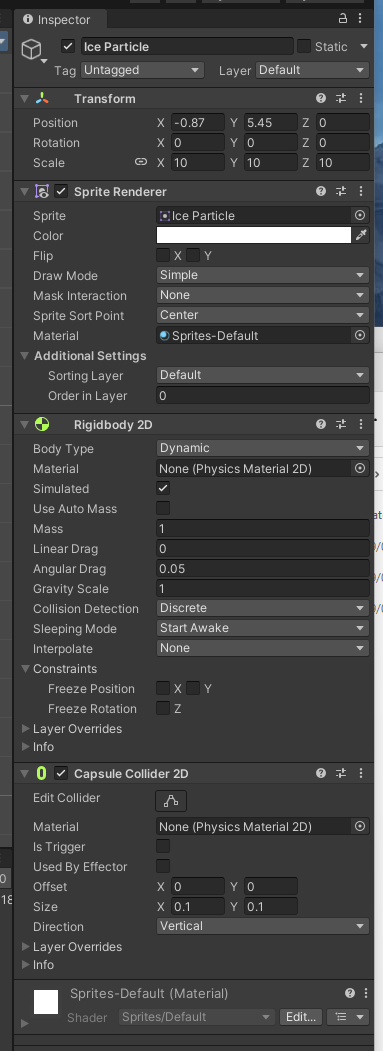 Inspector
Ice Particle Static
Tag Untagged Layer Default
Transform
Position X -0.87 Y 5.45 Z 0
Rotation X 0 Y 0 Z 0
Scale X 10 Y 10 Z 10
Sprite Renderer
Sprite Ice Particle
Color
Flip X Y
Draw Mode Simple
Mask Interaction None
Sprite Sort Point Center
Material Sprites-Default
Additional Settings
Sorting Layer Default
Order in Layer 0
Rigidbody 2D
Body Type Dynamic
Material None (Physics Material 2D)
Simulated
Use Auto Mass
Mass 1
Linear Drag 0
Angular Drag 0.05
Gravity Scale 1
Collision Detection Discrete
Sleeping Mode Start Awake
Interpolate None
Constraints
Freeze Position X Y
Freeze Rotation Z
Layer Overrides
Info
Capsule Collider 2D
Edit Collider
Material None (Physics Material 2D)
Is Trigger
Used By Effector
Offset X 0 Y 0
Size X 0.1 Y 0.1
Direction Vertical
Layer Overrides
Info
Sprites-Default (Material)
Shader Sprites/Default Edit...